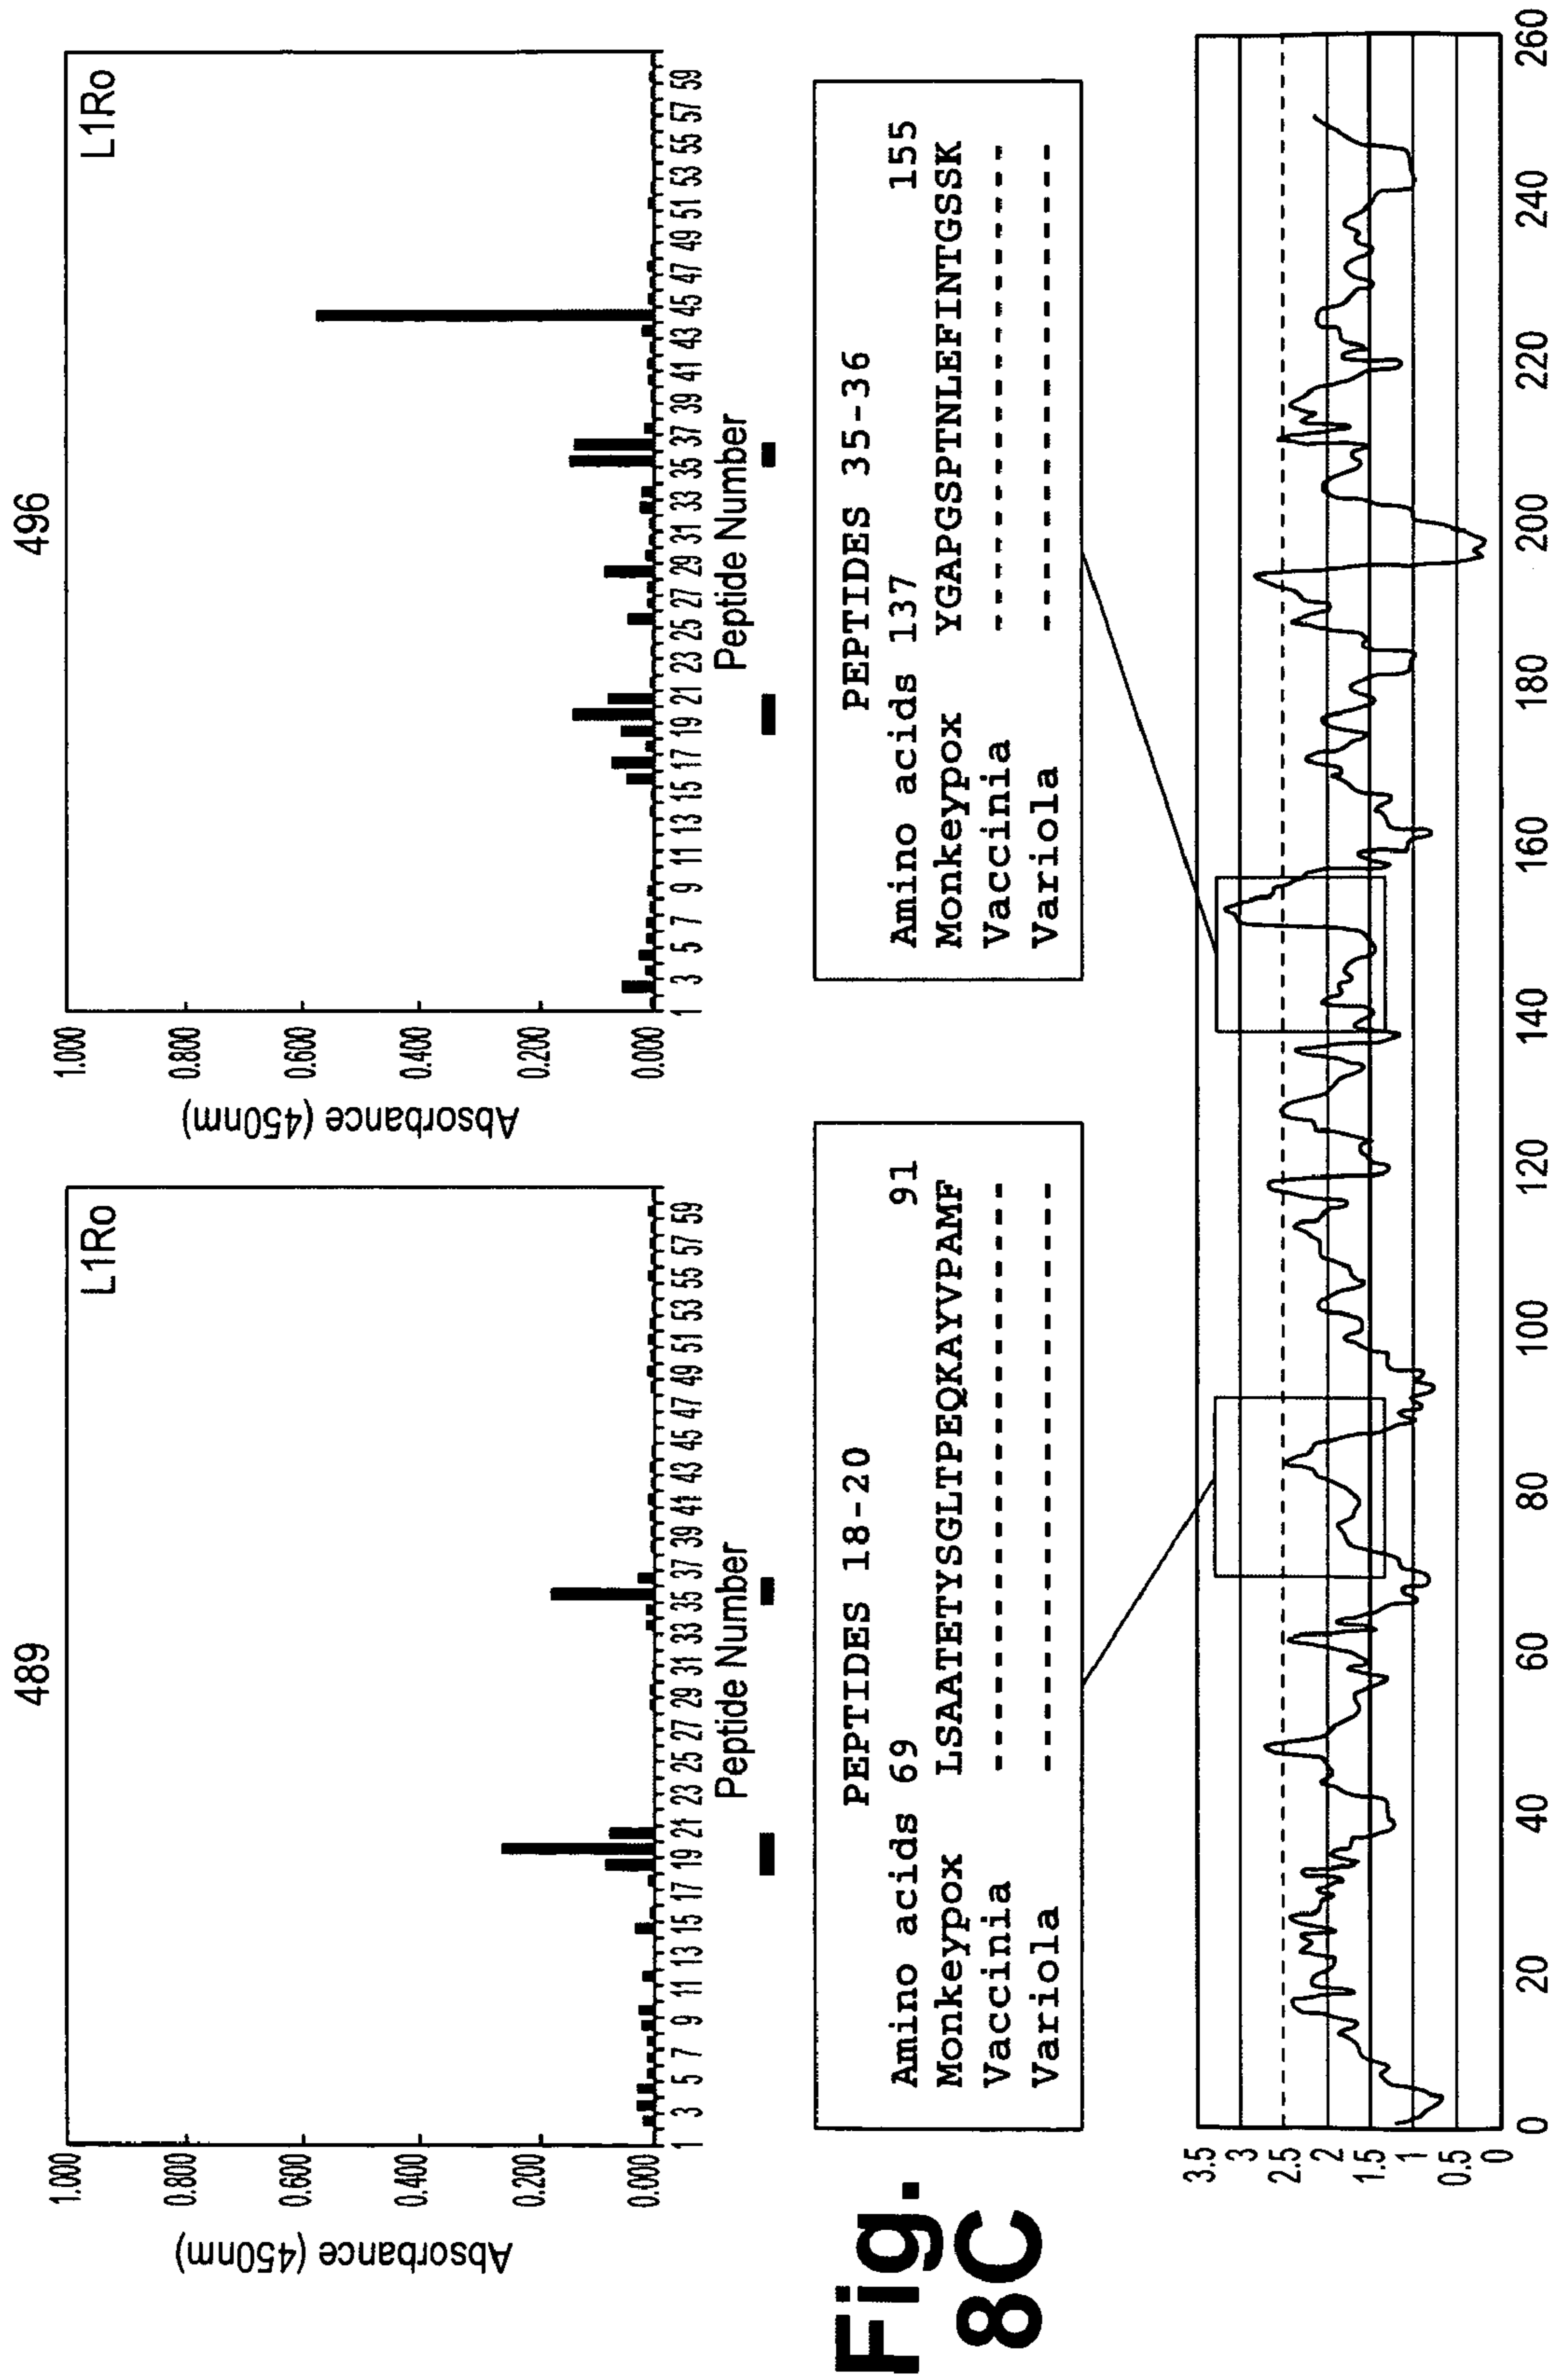 489
L1Ro
Absorbance (450nm)
1.000
0.800
0.600
0.400
0.200
0.000
1 3 5 7 9 11 13 15 17 19 21 23 25 27 29 31 33 35 37 39 41 43 45 47 49 51 53 55 57 59
Peptide Number
496
L1Ro
Absorbance (450nm)
1.000
0.800
0.600
0.400
0.200
0.000
1 3 5 7 9 11 13 15 17 19 21 23 25 27 29 31 33 35 37 39 41 43 45 47 49 51 53 55 57 59
Peptide Number
Fig.
8C
PEPTIDES 18-20
Amino acids 69 91
Monkeypox LSAATETYSGLTPEQKAYVPAMF
Vaccinia -----------------------
Variola -----------------------
PEPTIDES 35-36
Amino acids 137 155
Monkeypox YGAPGSPTNLEFINTGSSK
Vaccinia -------------------
Variola -------------------
3.5
3
2.5
2
1.5
1
0.5
0
0 20 40 60 80 100 120 140 160 180 200 220 240 260